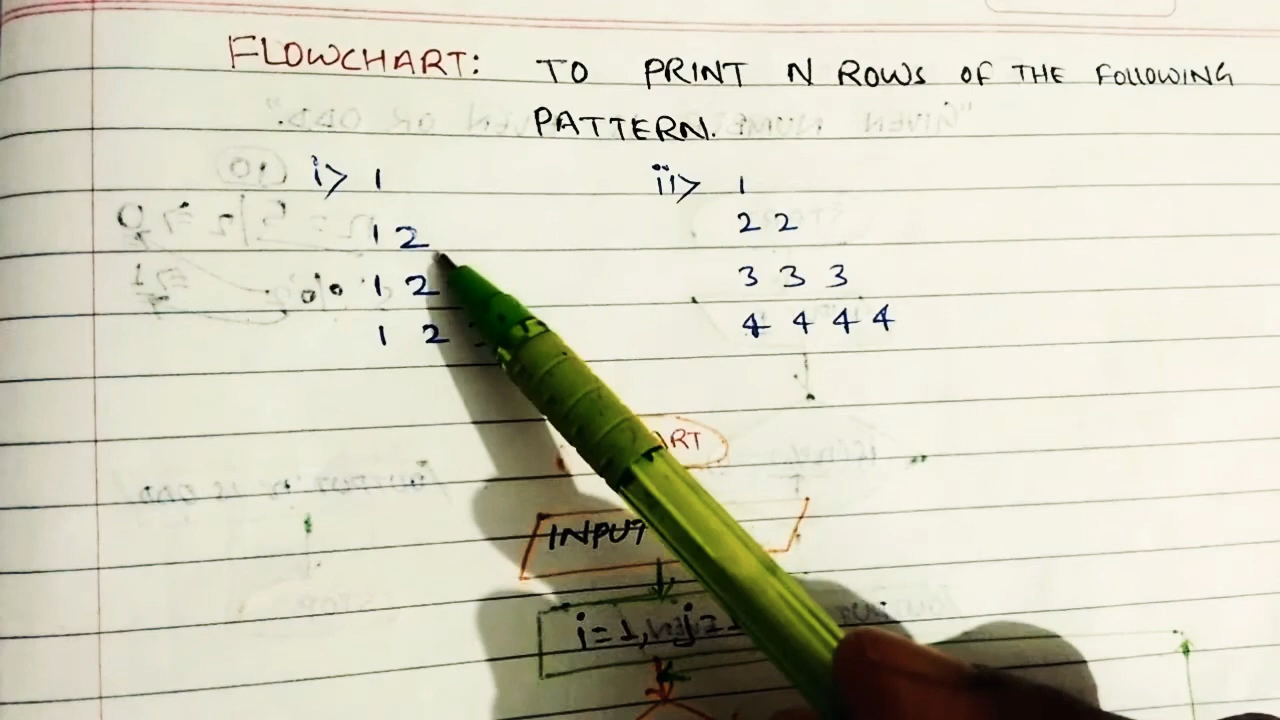 FLOWCHART: TO PRINT N ROWS OF THE FOLLOWING
PATTERN.
i> 1
1 2
1 2
1 2
ii> 1
2 2
3 3 3
4 4 4 4
INPUT
i=1,